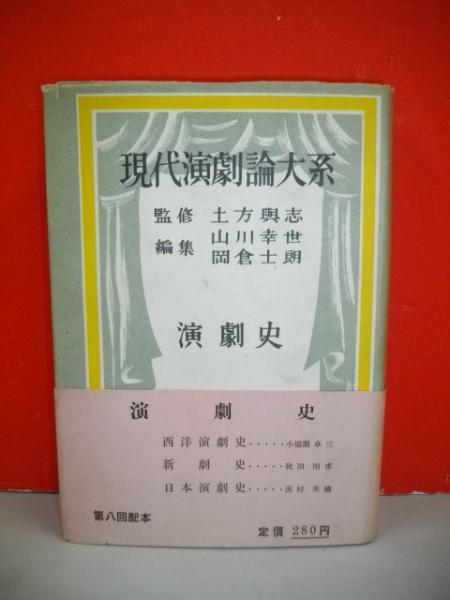 現代演劇論大系
監修 土方與志
編集 山川幸世
岡倉士朗
演劇史
演劇史
西洋演劇史・・・・・小場瀬卓三
新劇史・・・・・秋田雨雀
日本演劇史・・・・・浜村米蔵
第八回配本
定價 280円